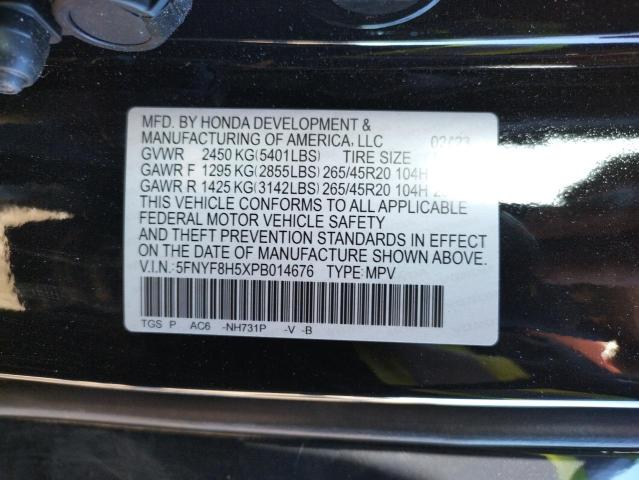 MFD. BY HONDA DEVELOPMENT &
MANUFACTURING OF AMERICA, LLC
GVWR 2450 KG(5401LBS) TIRE SIZE
GAWR F 1295 KG(2855LBS) 265/45R20 104H
GAWR R 1425 KG(3142LBS) 265/45R20 104H
THIS VEHICLE CONFORMS TO ALL APPLICABLE
FEDERAL MOTOR VEHICLE SAFETY
AND THEFT PREVENTION STANDARDS IN EFFECT
ON THE DATE OF MANUFACTURE SHOWN ABOVE.
V.I.N.: 5FNYF8H5XPB014676 TYPE: MPV
TGS P AC6 -NH731P -V -B